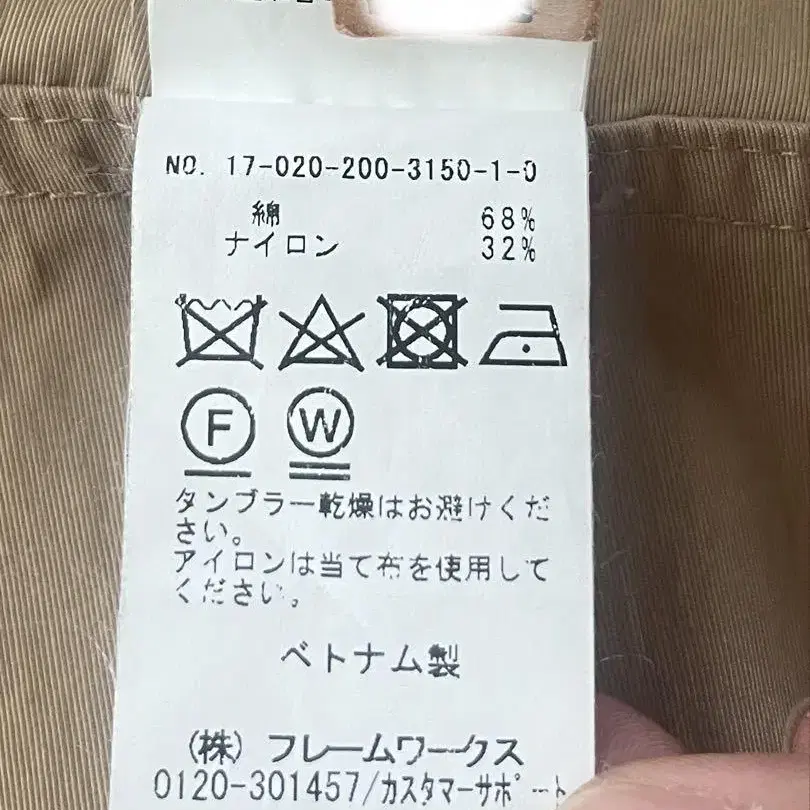 NO. 17-020-200-3150-1-0
綿 68%
ナイロン 32%
F W
タンブラー乾燥はお避けくだ
さい。
アイロンは当て布を使用して
ください。
ベトナム製
(株) フレームワークス
0120-301457/カスタマーサポート